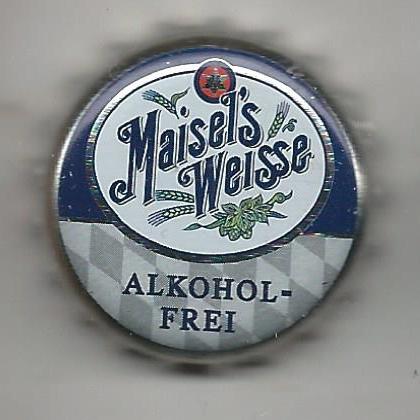 Maisel's
Weisse
ALKOHOL-
FREI